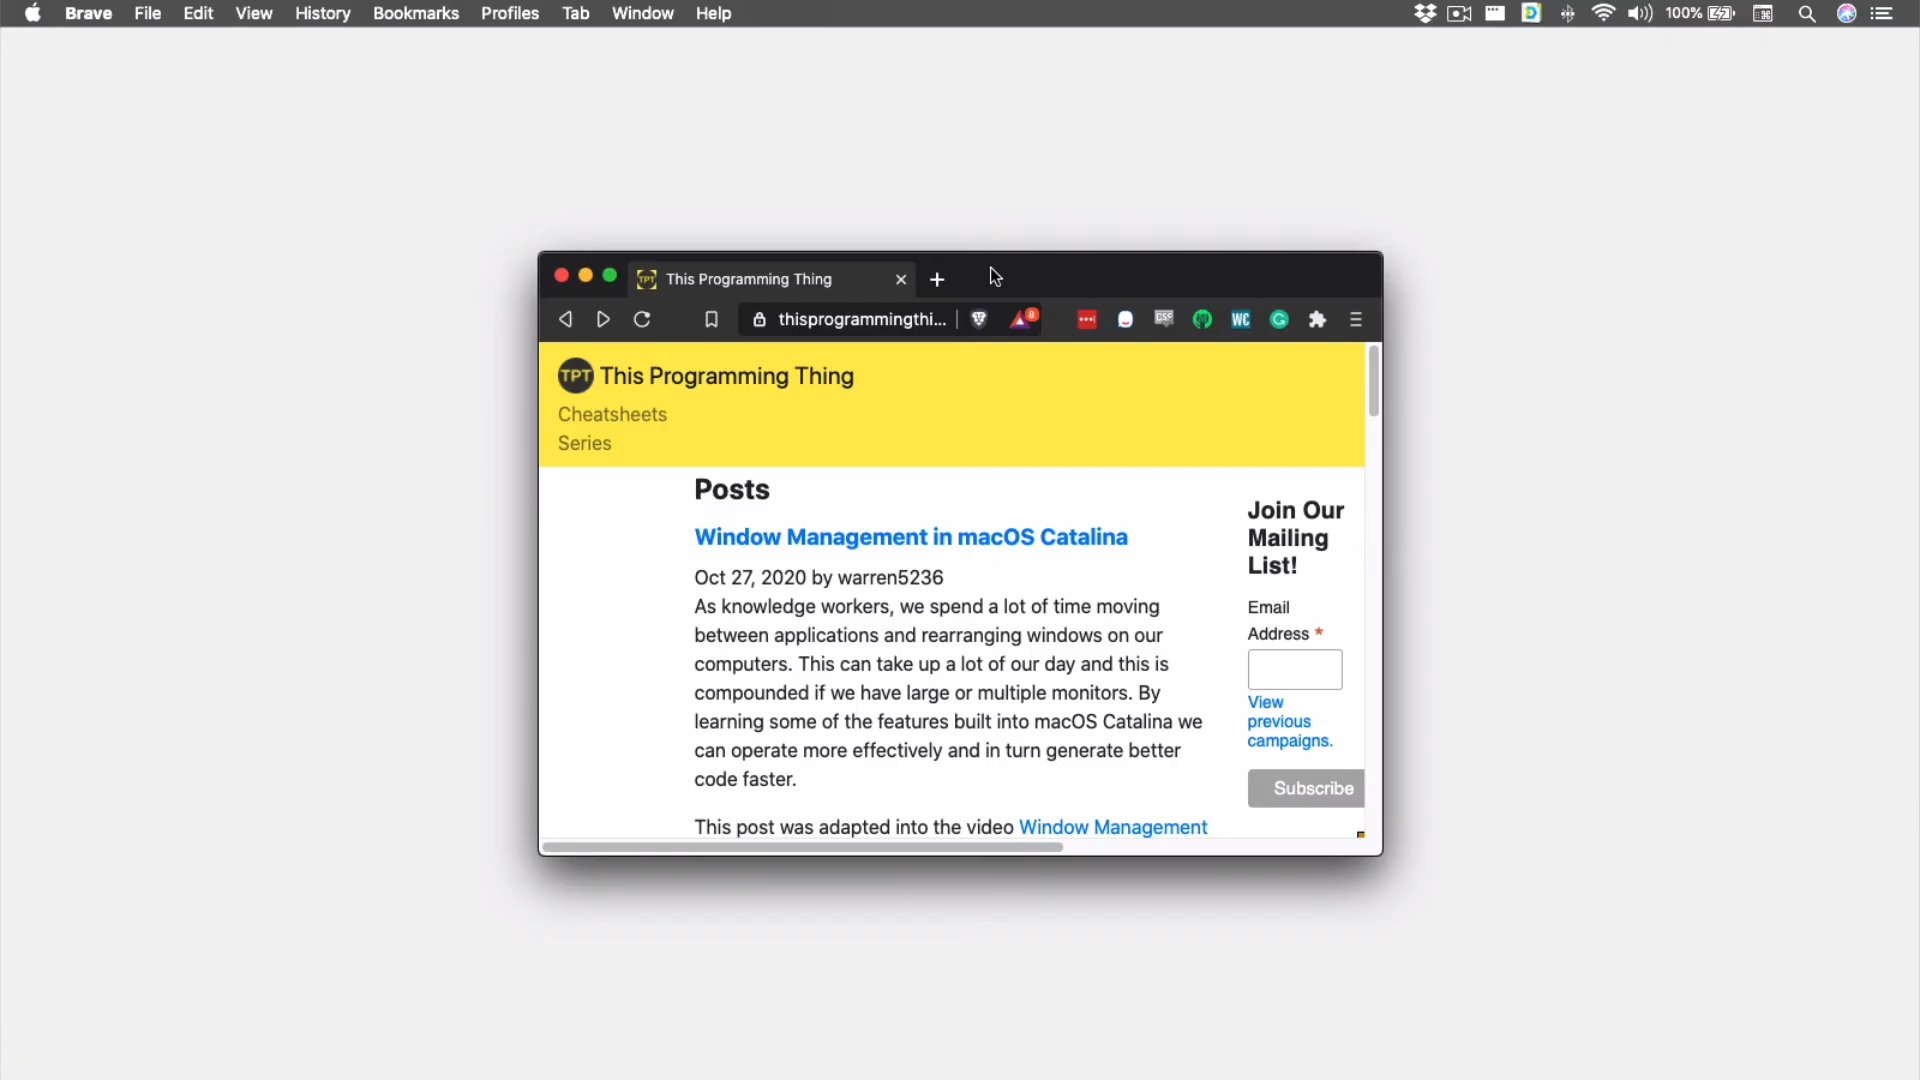 Brave File Edit View History Bookmarks Profiles Tab Window Help 100%
This Programming Thing
thisprogrammingthi... 8 CSS WC
TPT This Programming Thing
Cheatsheets
Series
Posts
Window Management in macOS Catalina
Oct 27, 2020 by warren5236
As knowledge workers, we spend a lot of time moving
between applications and rearranging windows on our
computers. This can take up a lot of our day and this is
compounded if we have large or multiple monitors. By
learning some of the features built into macOS Catalina we
can operate more effectively and in turn generate better
code faster.
This post was adapted into the video Window Management
Join Our
Mailing
List!
Email
Address *
View
previous
campaigns.
Subscribe